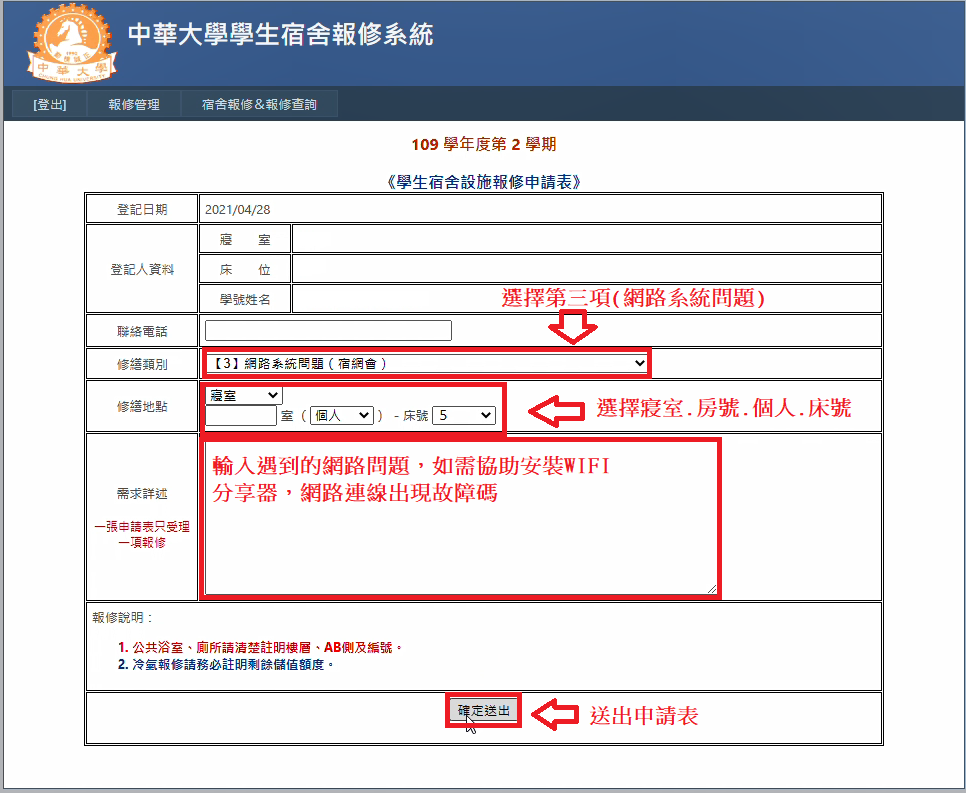 中華大學學生宿舍報修系統
中華大學
[登出]
報修管理
宿舍報修&報修查詢
109 學年度第 2 學期
《學生宿舍設施報修申請表》
登記日期
2021/04/28
登記人資料
寢 室
床 位
學號姓名
選擇第三項(網路系統問題)
聯絡電話
修繕類別
【3】網路系統問題（宿網會）
修繕地點
寢室
室（ 個人 ）- 床號 5
選擇寢室.房號.個人.床號
需求詳述
一張申請表只受理
一項報修
輸入遇到的網路問題，如需協助安裝WIFI
分享器，網路連線出現故障碼
報修說明：
1. 公共浴室、廁所請清楚註明樓層、AB側及編號。
2. 冷氣報修請務必註明剩餘儲值額度。
確定送出
送出申請表